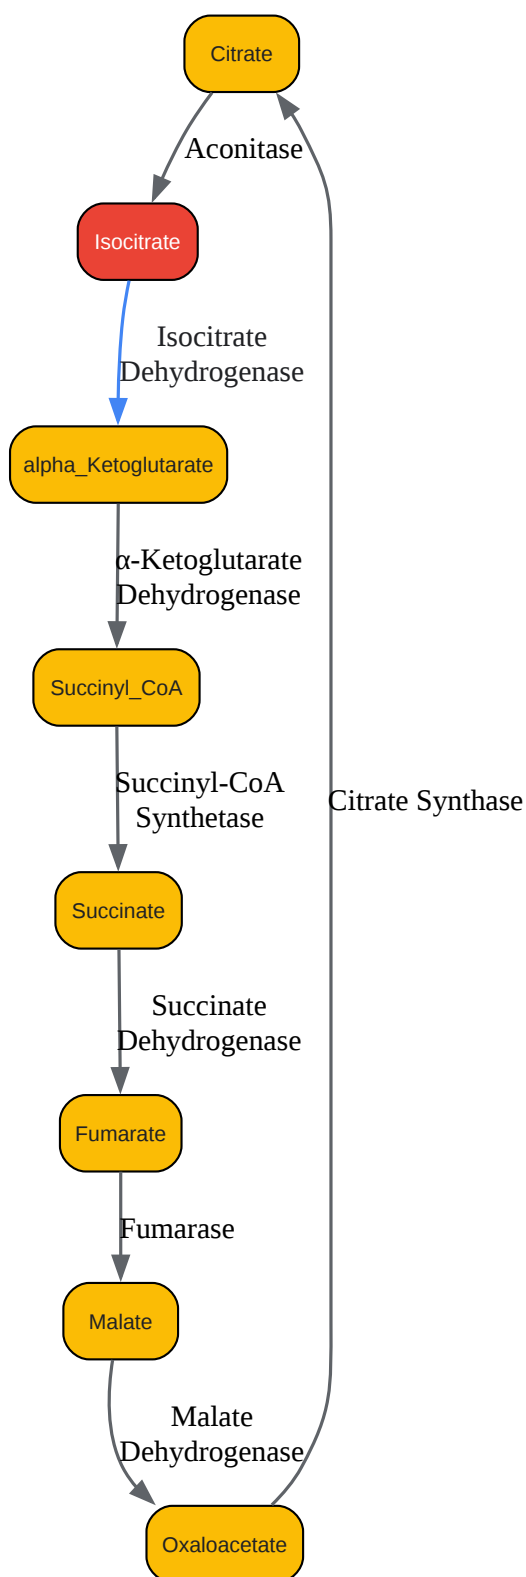 Citrate
Aconitase
Isocitrate
Isocitrate
Dehydrogenase
alpha_Ketoglutarate
α-Ketoglutarate
Dehydrogenase
Succinyl_CoA
Succinyl-CoA
Synthetase
Citrate Synthase
Succinate
Succinate
Dehydrogenase
Fumarate
Fumarase
Malate
Malate
Dehydrogenase
Oxaloacetate